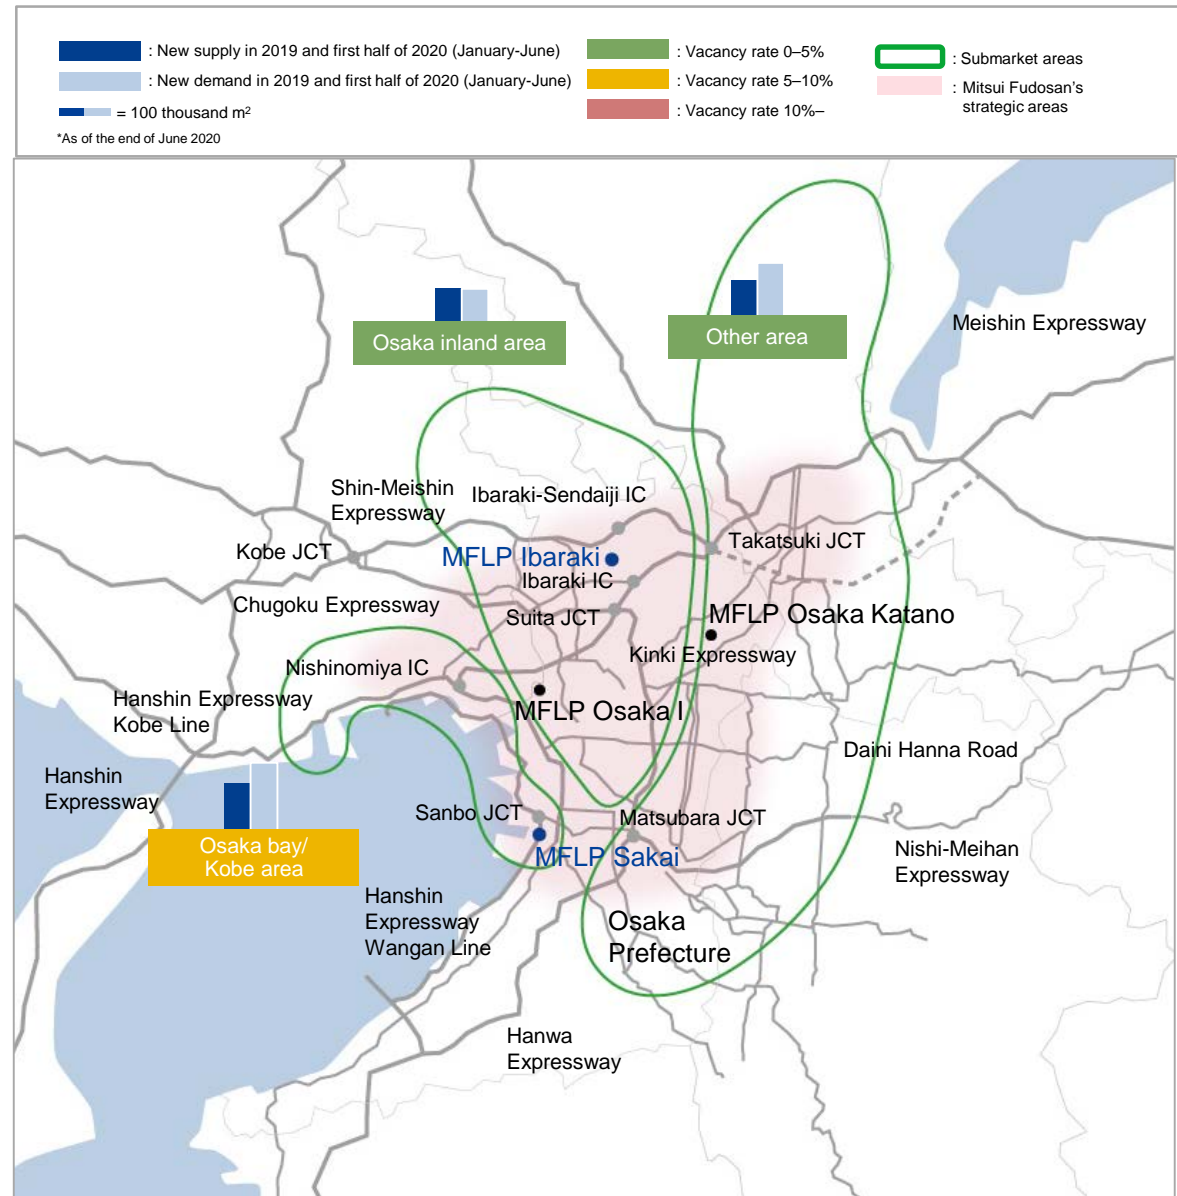 : New supply in 2019 and first half of 2020 (January-June)
: New demand in 2019 and first half of 2020 (January-June)
= 100 thousand m²
*As of the end of June 2020
: Vacancy rate 0–5%
: Vacancy rate 5–10%
: Vacancy rate 10%–
: Submarket areas
: Mitsui Fudosan's
strategic areas
Osaka inland area
Other area
Meishin Expressway
Shin-Meishin
Expressway
Ibaraki-Sendaiji IC
Kobe JCT
MFLP Ibaraki
Takatsuki JCT
Ibaraki IC
Chugoku Expressway
Suita JCT
MFLP Osaka Katano
Kinki Expressway
Nishinomiya IC
Hanshin Expressway
Kobe Line
MFLP Osaka I
Daini Hanna Road
Hanshin
Expressway
Sanbo JCT
Matsubara JCT
Osaka bay/
Kobe area
MFLP Sakai
Nishi-Meihan
Expressway
Hanshin
Expressway
Wangan Line
Osaka
Prefecture
Hanwa
Expressway